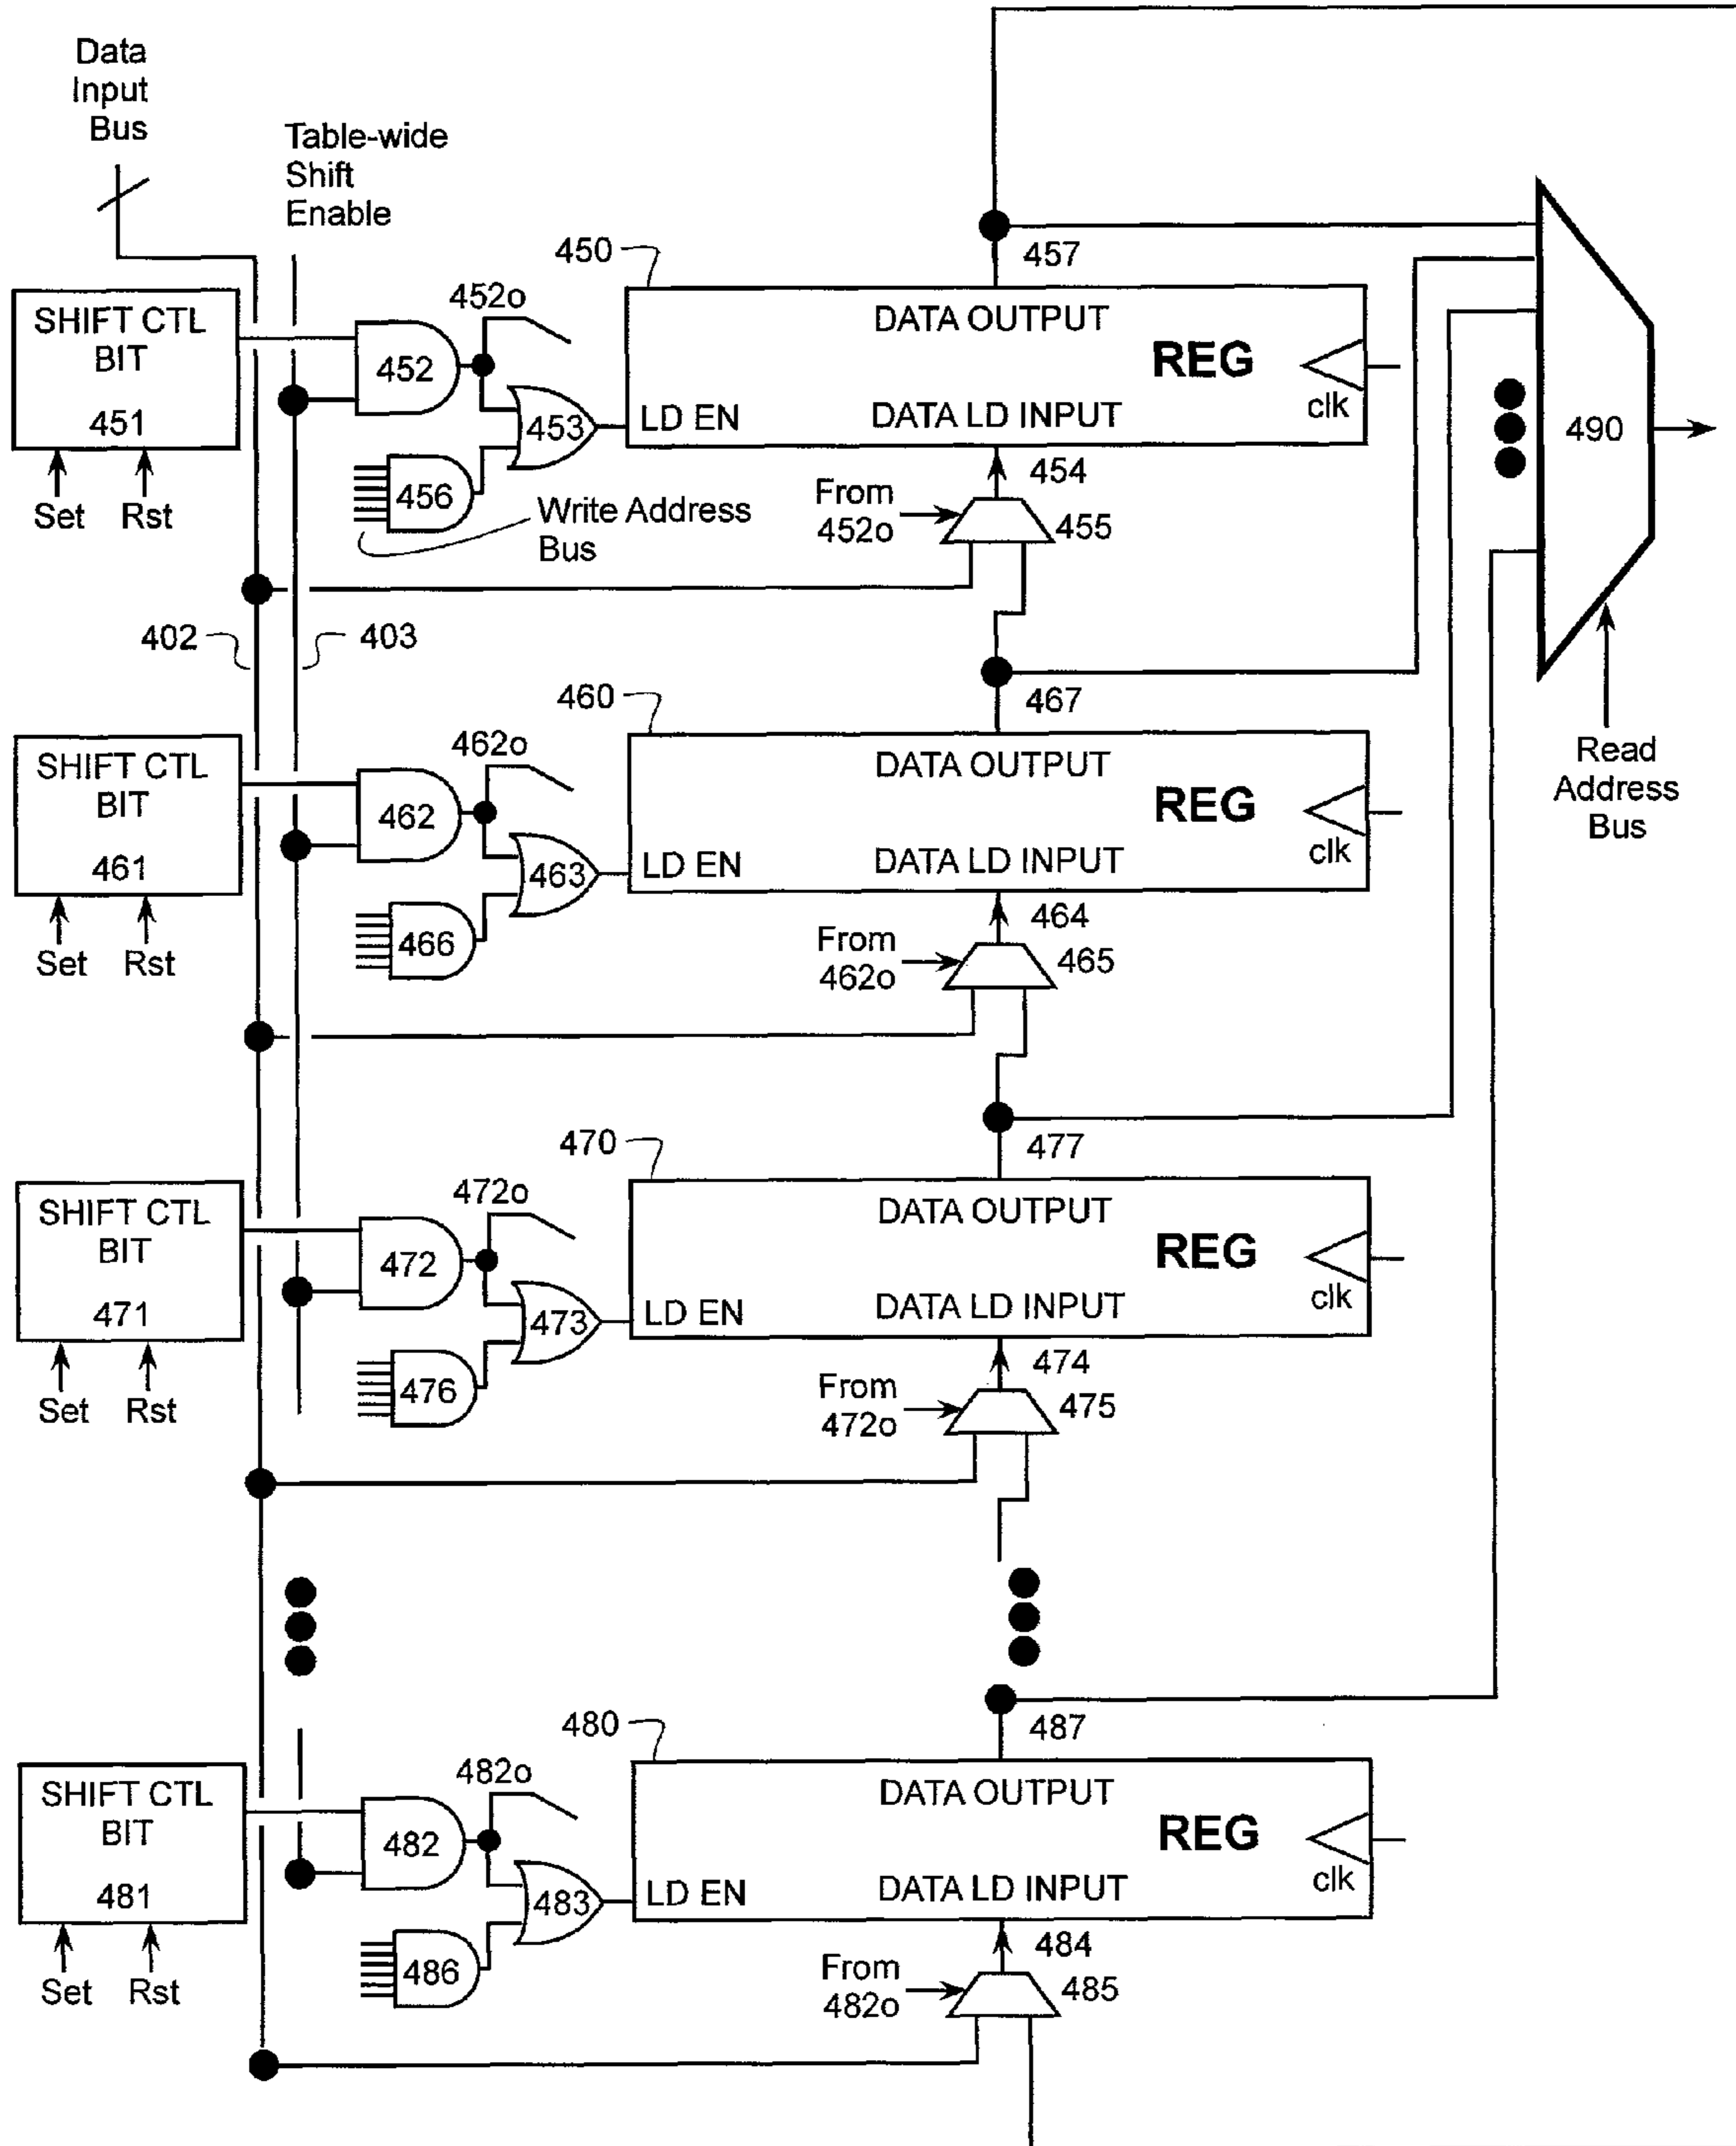 Data
Input
Bus
Table-wide
Shift
Enable
SHIFT CTL
BIT
451
Set Rst
452
452o
453
456
Write Address
Bus
450
457
DATA OUTPUT
REG
clk
LD EN
DATA LD INPUT
454
From
452o
455
490
Read
Address
Bus
402
403
SHIFT CTL
BIT
461
Set Rst
462
462o
463
466
460
467
DATA OUTPUT
REG
clk
LD EN
DATA LD INPUT
464
From
462o
465
SHIFT CTL
BIT
471
Set Rst
472
472o
473
476
470
477
DATA OUTPUT
REG
clk
LD EN
DATA LD INPUT
474
From
472o
475
SHIFT CTL
BIT
481
Set Rst
482
482o
483
486
480
487
DATA OUTPUT
REG
clk
LD EN
DATA LD INPUT
484
From
482o
485